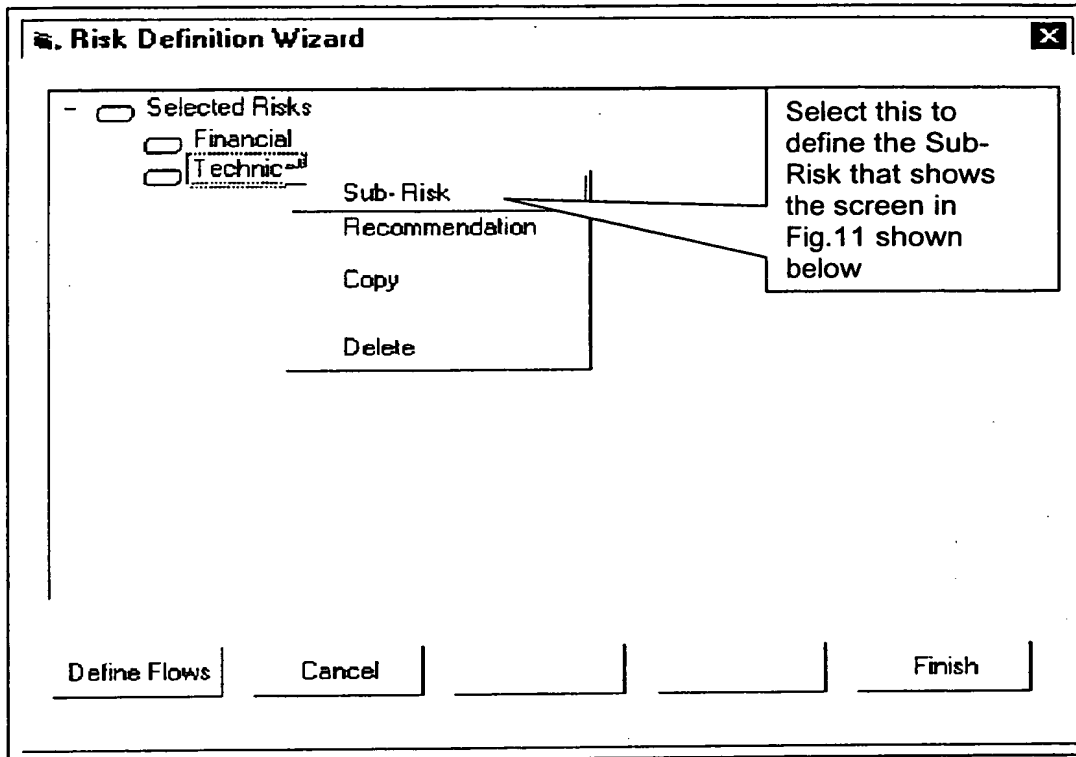 Risk Definition Wizard
- Selected Risks
Financial
Technical
Sub-Risk
Recommendation
Copy
Delete
Select this to
define the Sub-
Risk that shows
the screen in
Fig.11 shown
below
Define Flows
Cancel
Finish